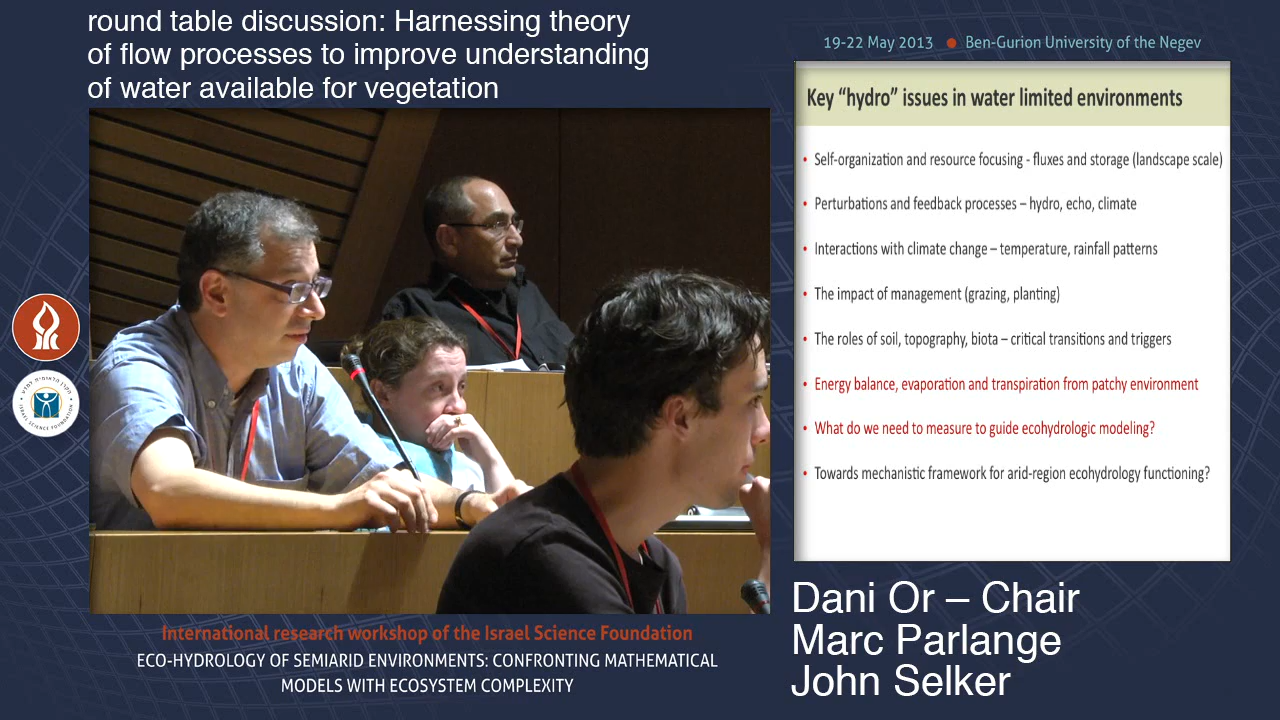 round table discussion: Harnessing theory
of flow processes to improve understanding
of water available for vegetation
19-22 May 2013 • Ben-Gurion University of the Negev
Key “hydro” issues in water limited environments
• Self-organization and resource focusing - fluxes and storage (landscape scale)
• Perturbations and feedback processes – hydro, echo, climate
• Interactions with climate change – temperature, rainfall patterns
• The impact of management (grazing, planting)
• The roles of soil, topography, biota – critical transitions and triggers
• Energy balance, evaporation and transpiration from patchy environment
• What do we need to measure to guide ecohydrologic modeling?
• Towards mechanistic framework for arid-region ecohydrology functioning?
ISRAEL SCIENCE FOUNDATION
International research workshop of the Israel Science Foundation
ECO-HYDROLOGY OF SEMIARID ENVIRONMENTS: CONFRONTING MATHEMATICAL
MODELS WITH ECOSYSTEM COMPLEXITY
Dani Or – Chair
Marc Parlange
John Selker